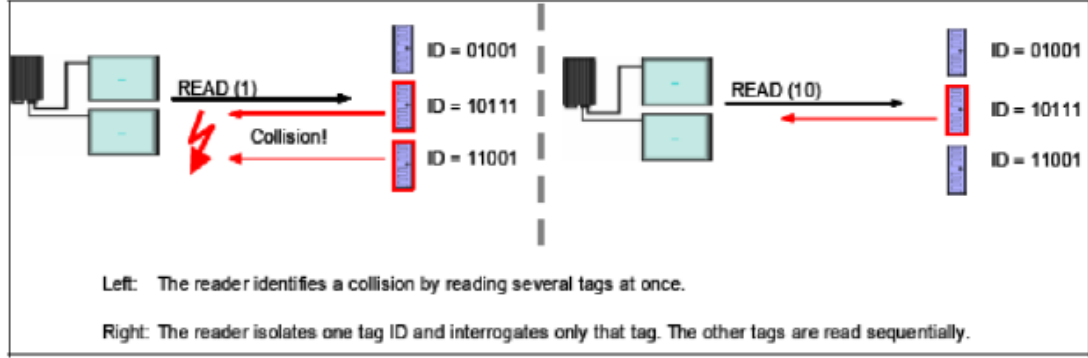 READ (1)
Collision!
ID = 01001
ID = 10111
ID = 11001
READ (10)
ID = 01001
ID = 10111
ID = 11001
Left: The reader identifies a collision by reading several tags at once.
Right: The reader isolates one tag ID and interrogates only that tag. The other tags are read sequentially.